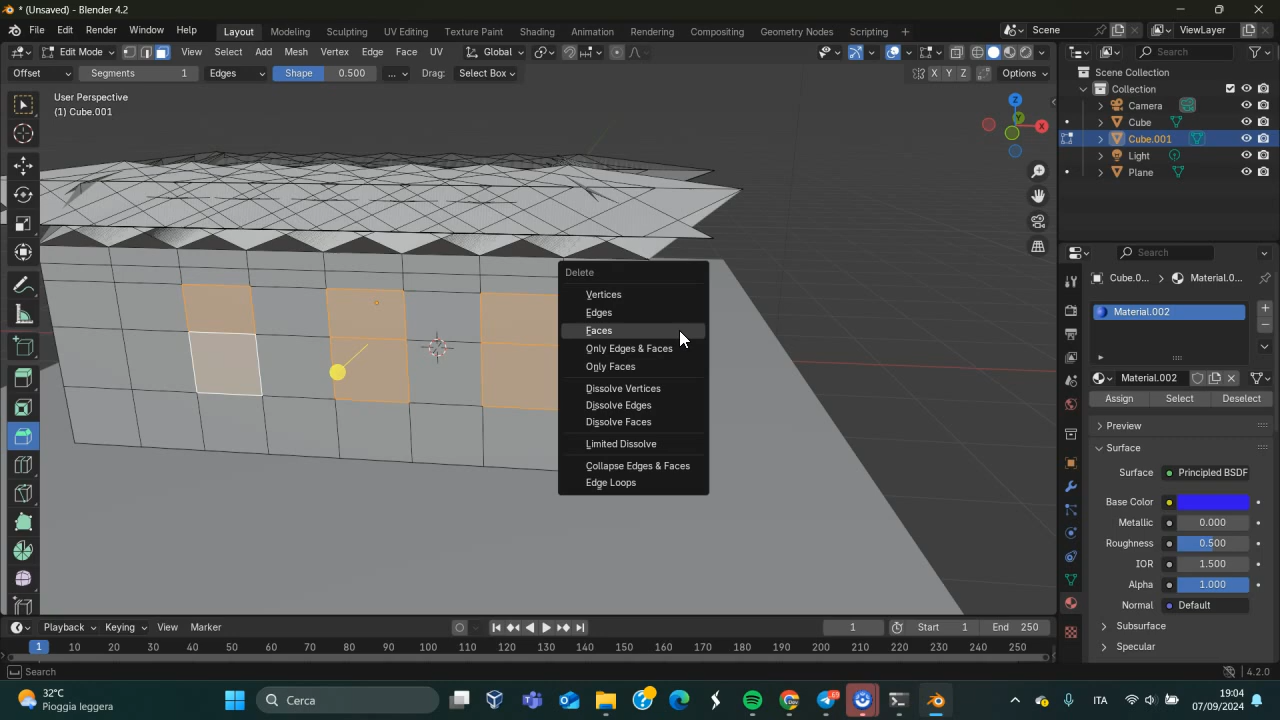 * (Unsaved) - Blender 4.2
File Edit Render Window Help Layout Modeling Sculpting UV Editing Texture Paint Shading Animation Rendering Compositing Geometry Nodes Scripting + Scene ViewLayer
Edit Mode View Select Add Mesh Vertex Edge Face UV Global Search
Offset Segments 1 Edges Shape 0.500 ... Drag: Select Box X Y Z Options
User Perspective
(1) Cube.001
Z
Y
X
Scene Collection
Collection
Camera
Cube
Cube.001
Light
Plane
Delete
Vertices
Edges
Faces
Only Edges & Faces
Only Faces
Dissolve Vertices
Dissolve Edges
Dissolve Faces
Limited Dissolve
Collapse Edges & Faces
Edge Loops
Search
Cube.0... Material.0...
Material.002
Material.002
Assign Select Deselect
Preview
Surface
Surface Principled BSDF
Base Color
Metallic 0.000
Roughness 0.500
IOR 1.500
Alpha 1.000
Normal Default
Subsurface
Specular
Playback Keying View Marker 1 Start 1 End 250
1 10 20 30 40 50 60 70 80 90 100 110 120 130 140 150 160 170 180 190 200 210 220 230 240 250
Search 4.2.0
32°C
Pioggia leggera
Cerca
ITA
19:04
07/09/2024